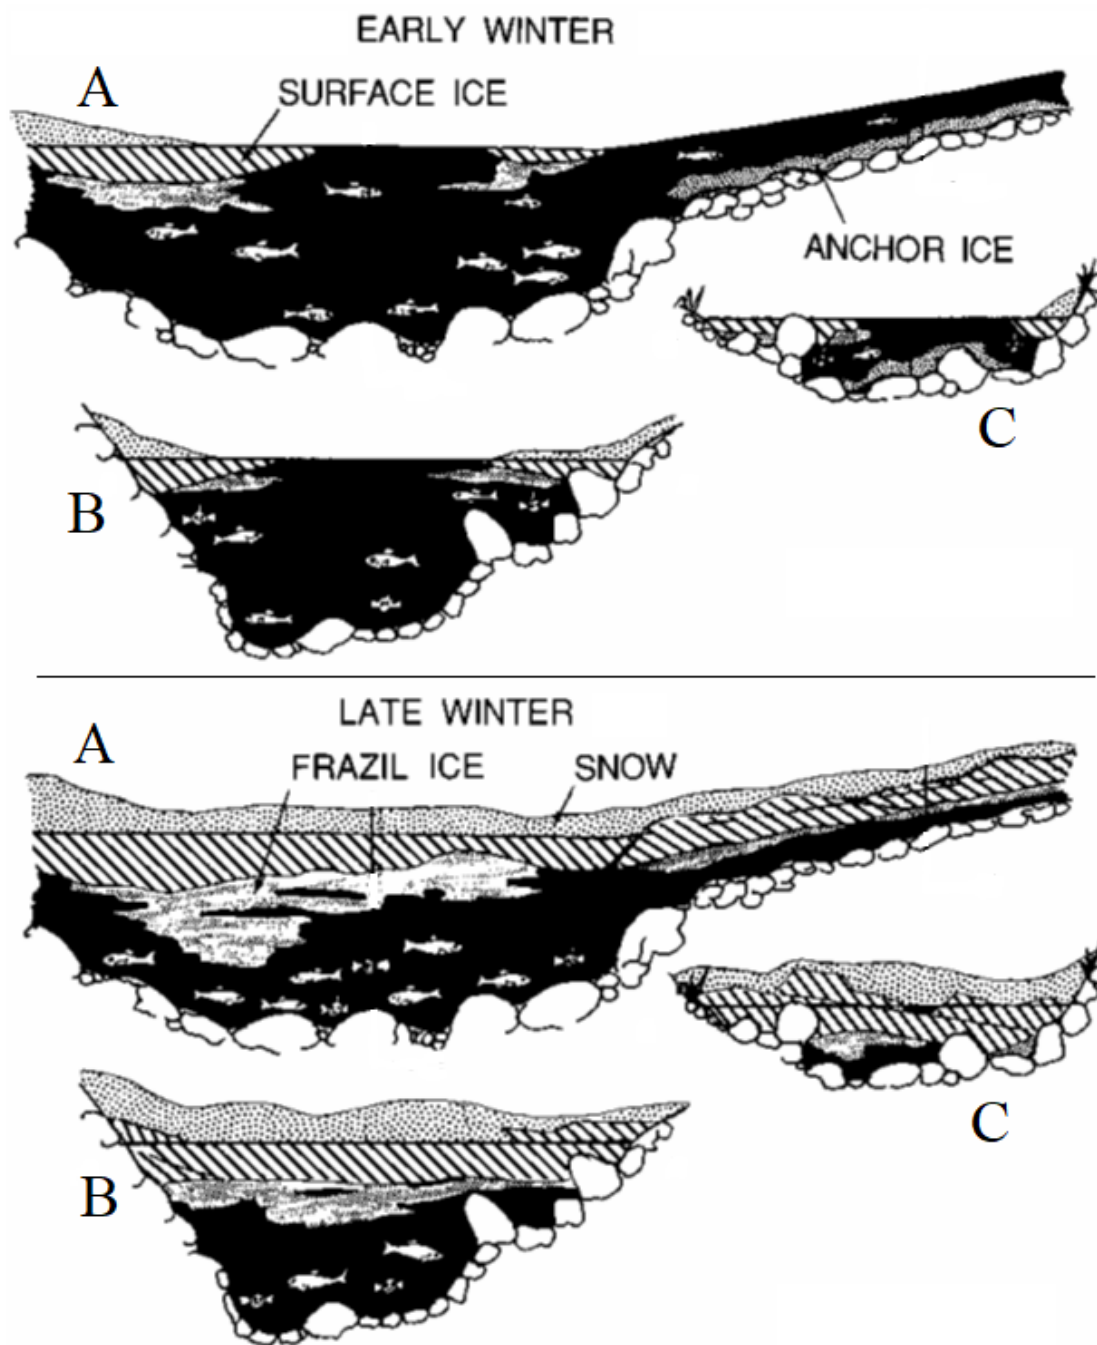 EARLY WINTER
A
SURFACE ICE
ANCHOR ICE
C
B
LATE WINTER
A
FRAZIL ICE
SNOW
C
B